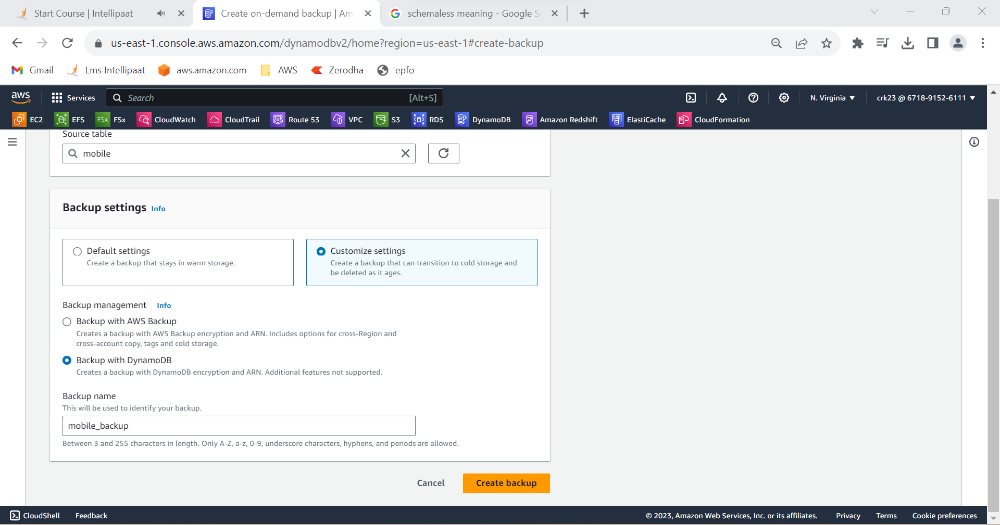 Start Course | Intellipaat
Create on-demand backup | Am
schemaless meaning - Google S
us-east-1.console.aws.amazon.com/dynamodbv2/home?region=us-east-1#create-backup
Gmail
Lms Intellipaat
aws.amazon.com
AWS
Zerodha
epfo
aws
Services
Search
[Alt+S]
N. Virginia
crk23 @ 6718-9152-6111
EC2
EFS
FSx
FSx
CloudWatch
CloudTrail
Route 53
VPC
S3
RDS
DynamoDB
Amazon Redshift
ElastiCache
CloudFormation
Source table
mobile
Backup settings Info
Default settings
Create a backup that stays in warm storage.
Customize settings
Create a backup that can transition to cold storage and
be deleted as it ages.
Backup management Info
Backup with AWS Backup
Creates a backup with AWS Backup encryption and ARN. Includes options for cross-Region and
cross-account copy, tags and cold storage.
Backup with DynamoDB
Creates a backup with DynamoDB encryption and ARN. Additional features not supported.
Backup name
This will be used to identify your backup.
mobile_backup
Between 3 and 255 characters in length. Only A-Z, a-z, 0-9, underscore characters, hyphens, and periods are allowed.
Cancel
Create backup
CloudShell
Feedback
© 2023, Amazon Web Services, Inc. or its affiliates.
Privacy
Terms
Cookie preferences